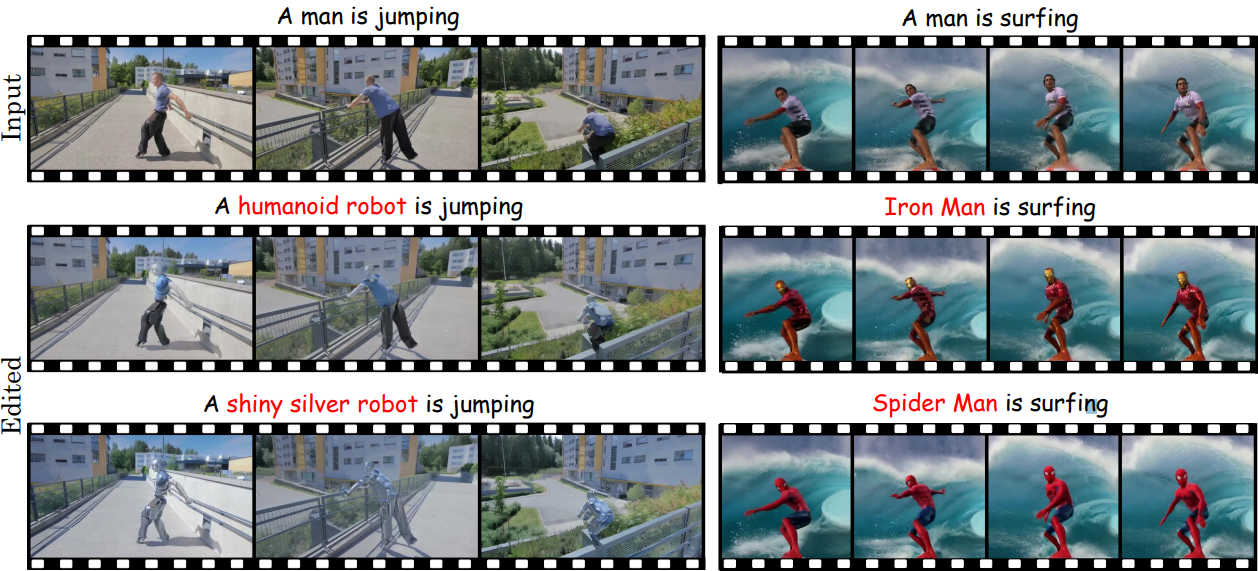 A man is jumping
A man is surfing
Input
A humanoid robot is jumping
Iron Man is surfing
Edited
A shiny silver robot is jumping
Spider Man is surfing